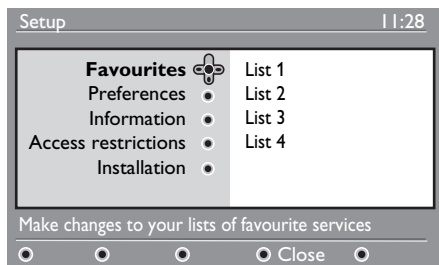 Setup 11:28
Favourites List 1
Preferences List 2
Information List 3
Access restrictions List 4
Installation
Make changes to your lists of favourite services
Close